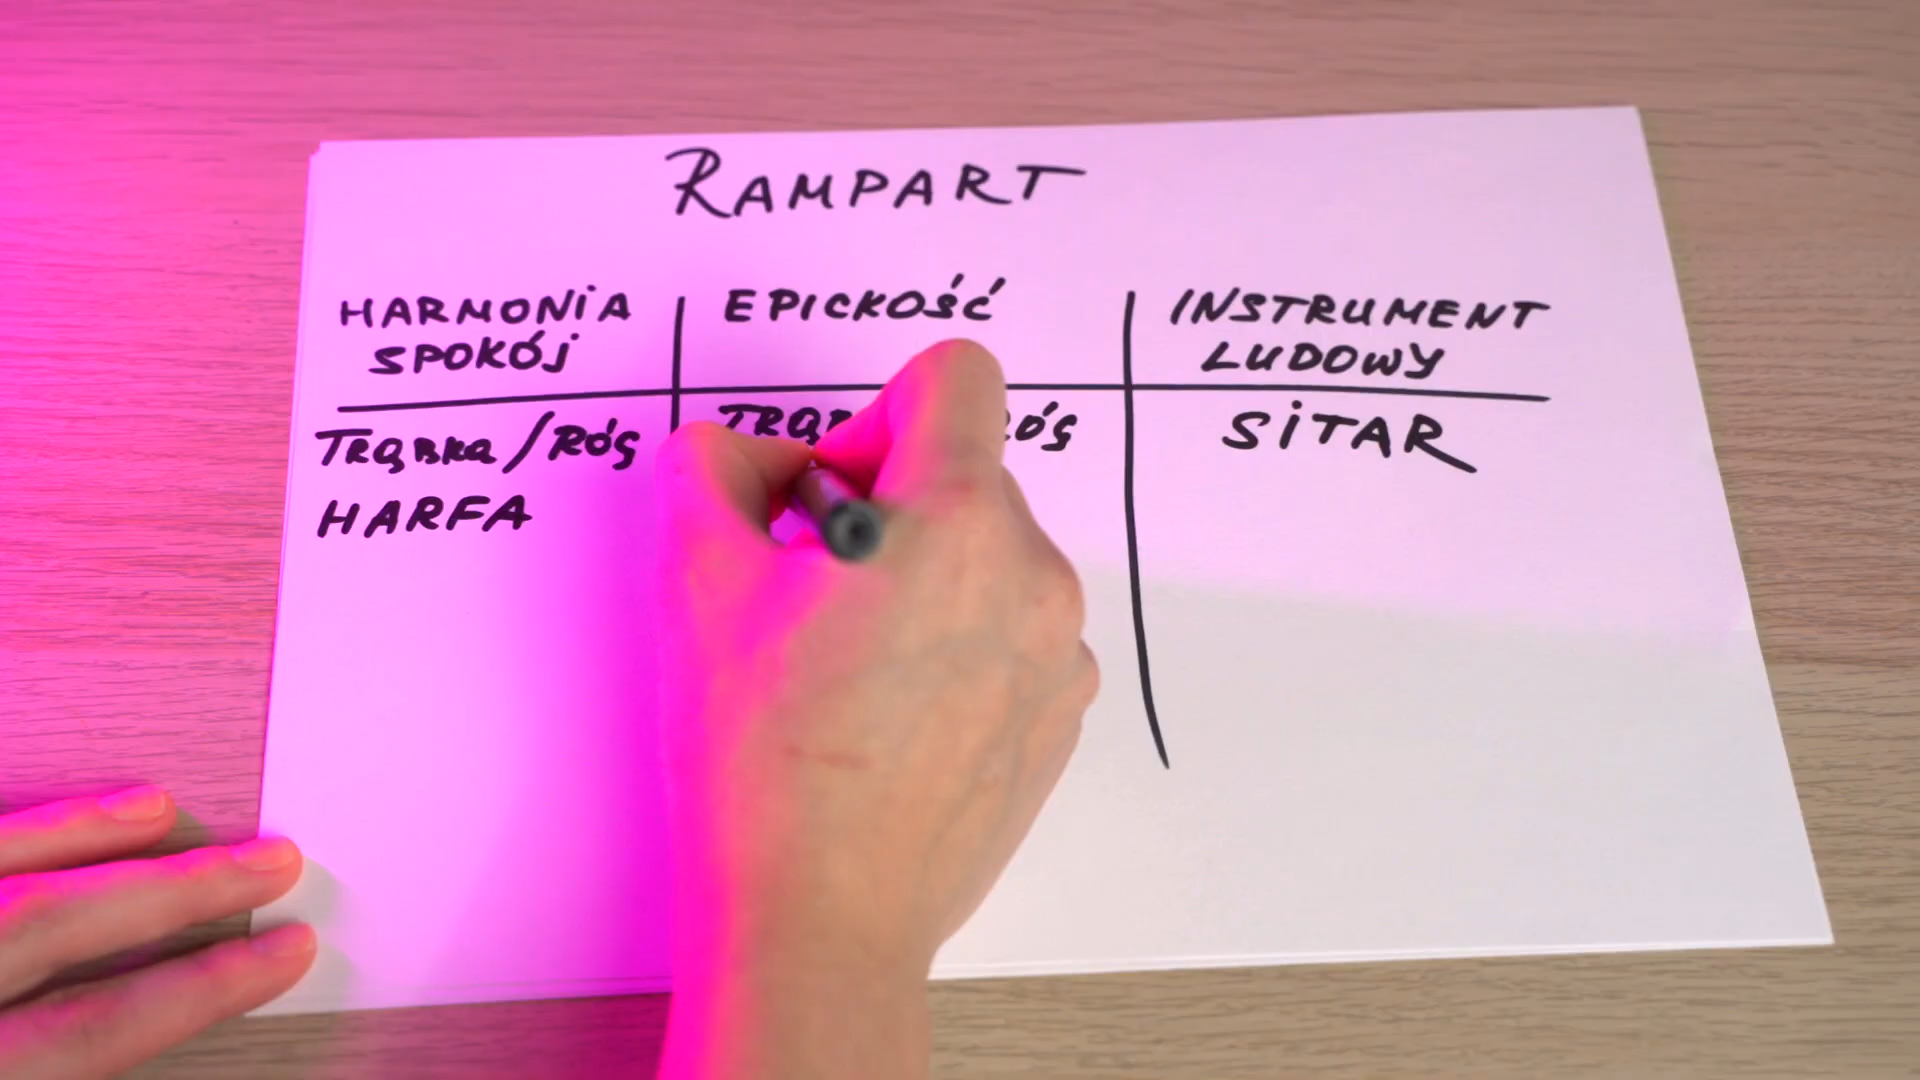 RAMPART
HARMONIA
SPOKÓJ
EPICKOŚĆ
INSTRUMENT
LUDOWY
TRĄBKA/RÓG
HARFA
SITAR